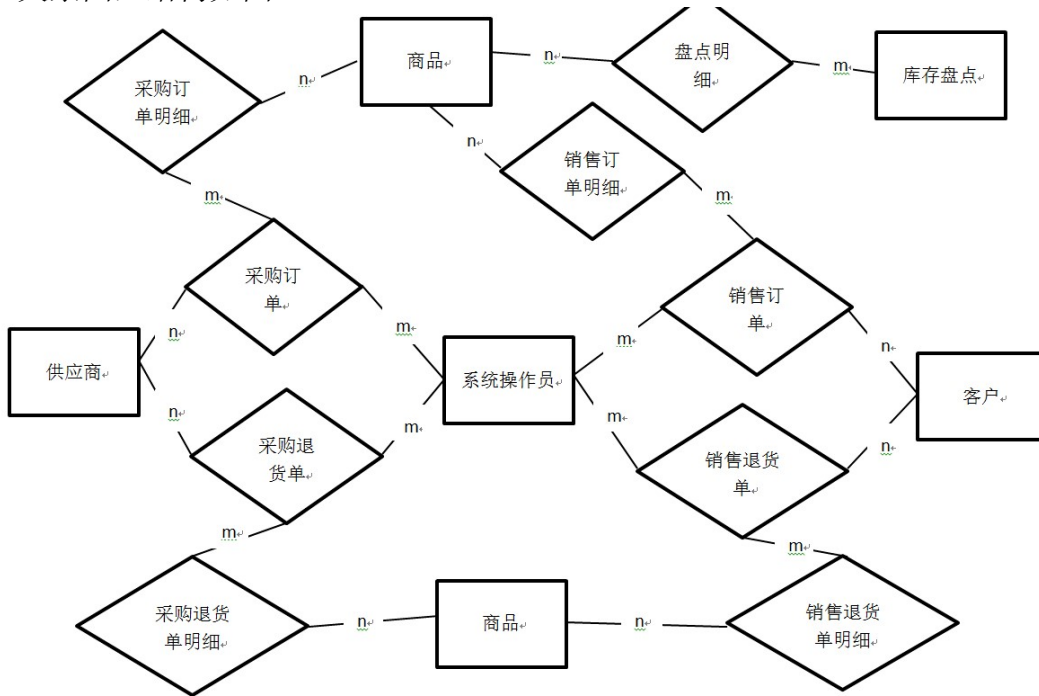 商品
n
n
盘点明
细
m
库存盘点
采购订
单明细
n
销售订
单明细
m
m
采购订
单
销售订
单
n
m
m
n
供应商
系统操作员
客户
n
m
m
n
采购退
货单
销售退货
单
m
m
采购退货
单明细
n
商品
n
销售退货
单明细